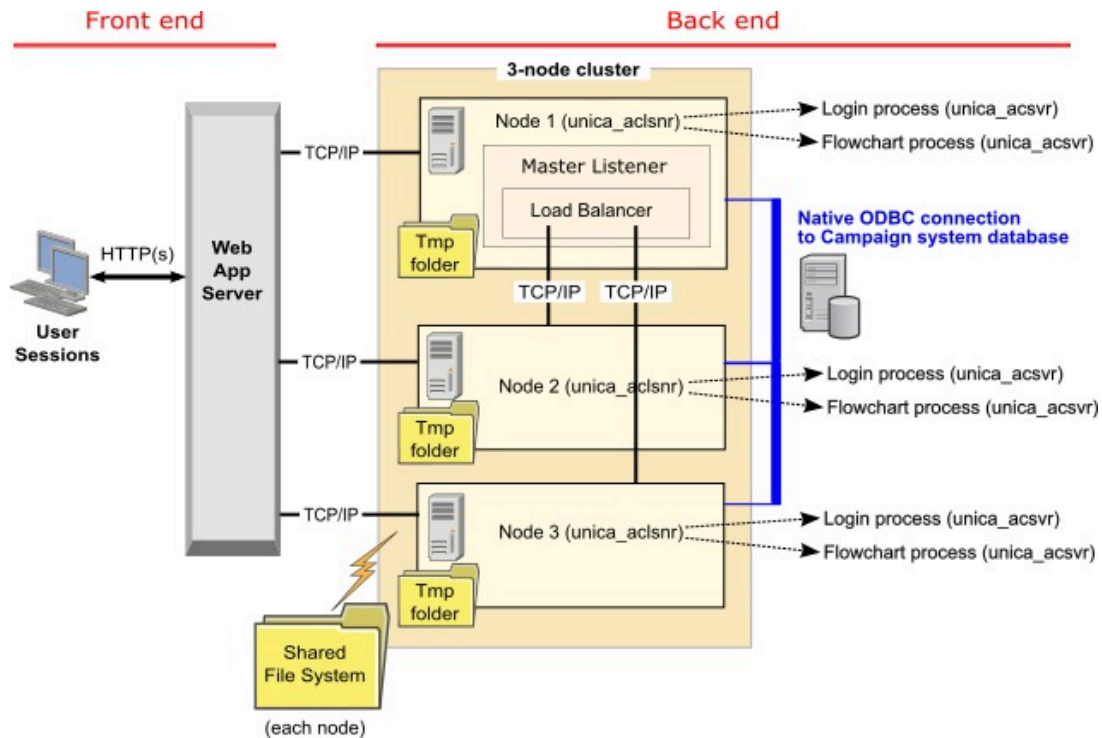 Front end
Back end
3-node cluster
Node 1 (unica_aclsnr)
Login process (unica_acsvr)
Flowchart process (unica_acsvr)
TCP/IP
Master Listener
Load Balancer
Tmp
folder
Native ODBC connection
to Campaign system database
HTTP(s)
Web
App
Server
User
Sessions
TCP/IP
TCP/IP
TCP/IP
Node 2 (unica_aclsnr)
Login process (unica_acsvr)
Flowchart process (unica_acsvr)
Tmp
folder
TCP/IP
Node 3 (unica_aclsnr)
Login process (unica_acsvr)
Flowchart process (unica_acsvr)
Tmp
folder
Shared
File System
(each node)